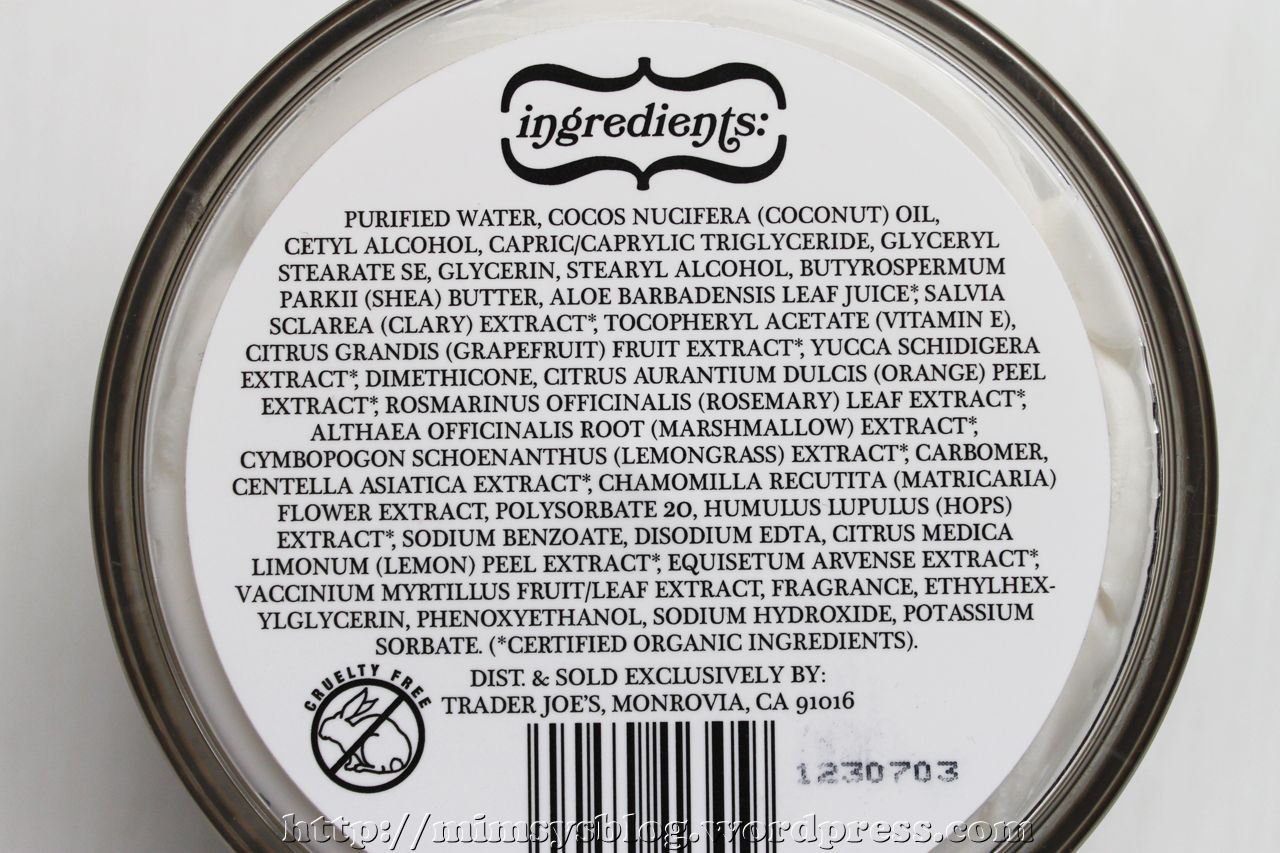 ingredients:
PURIFIED WATER, COCOS NUCIFERA (COCONUT) OIL,
CETYL ALCOHOL, CAPRIC/CAPRYLIC TRIGLYCERIDE, GLYCERYL
STEARATE SE, GLYCERIN, STEARYL ALCOHOL, BUTYROSPERMUM
PARKII (SHEA) BUTTER, ALOE BARBADENSIS LEAF JUICE*, SALVIA
SCLAREA (CLARY) EXTRACT*, TOCOPHERYL ACETATE (VITAMIN E),
CITRUS GRANDIS (GRAPEFRUIT) FRUIT EXTRACT*, YUCCA SCHIDIGERA
EXTRACT*, DIMETHICONE, CITRUS AURANTIUM DULCIS (ORANGE) PEEL
EXTRACT*, ROSMARINUS OFFICINALIS (ROSEMARY) LEAF EXTRACT*,
ALTHAEA OFFICINALIS ROOT (MARSHMALLOW) EXTRACT*,
CYMBOPOGON SCHOENANTHUS (LEMONGRASS) EXTRACT*, CARBOMER,
CENTELLA ASIATICA EXTRACT*, CHAMOMILLA RECUTITA (MATRICARIA)
FLOWER EXTRACT, POLYSORBATE 20, HUMULUS LUPULUS (HOPS)
EXTRACT*, SODIUM BENZOATE, DISODIUM EDTA, CITRUS MEDICA
LIMONUM (LEMON) PEEL EXTRACT*, EQUISETUM ARVENSE EXTRACT*,
VACCINIUM MYRTILLUS FRUIT/LEAF EXTRACT, FRAGRANCE, ETHYLHEX-
YLGLYCERIN, PHENOXYETHANOL, SODIUM HYDROXIDE, POTASSIUM
SORBATE. (*CERTIFIED ORGANIC INGREDIENTS).
CRUELTY FREE
DIST. & SOLD EXCLUSIVELY BY:
TRADER JOE'S, MONROVIA, CA 91016
1230703
http://mimsysblog.wordpress.com